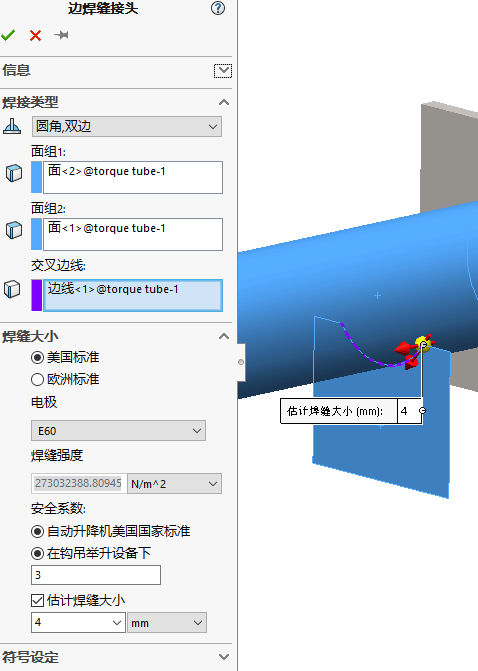 边焊缝接头
信息
焊接类型
圆角,双边
面组1:
面<2>@torque tube-1
面组2:
面<1>@torque tube-1
交叉边线:
边线<1>@torque tube-1
焊缝大小
美国标准
欧洲标准
电极
E60
焊缝强度
273032388.80945 N/m^2
安全系数:
自动升降机美国国家标准
在钩吊举升设备下
3
估计焊缝大小
4 mm
符号设定
估计焊缝大小 (mm): 4